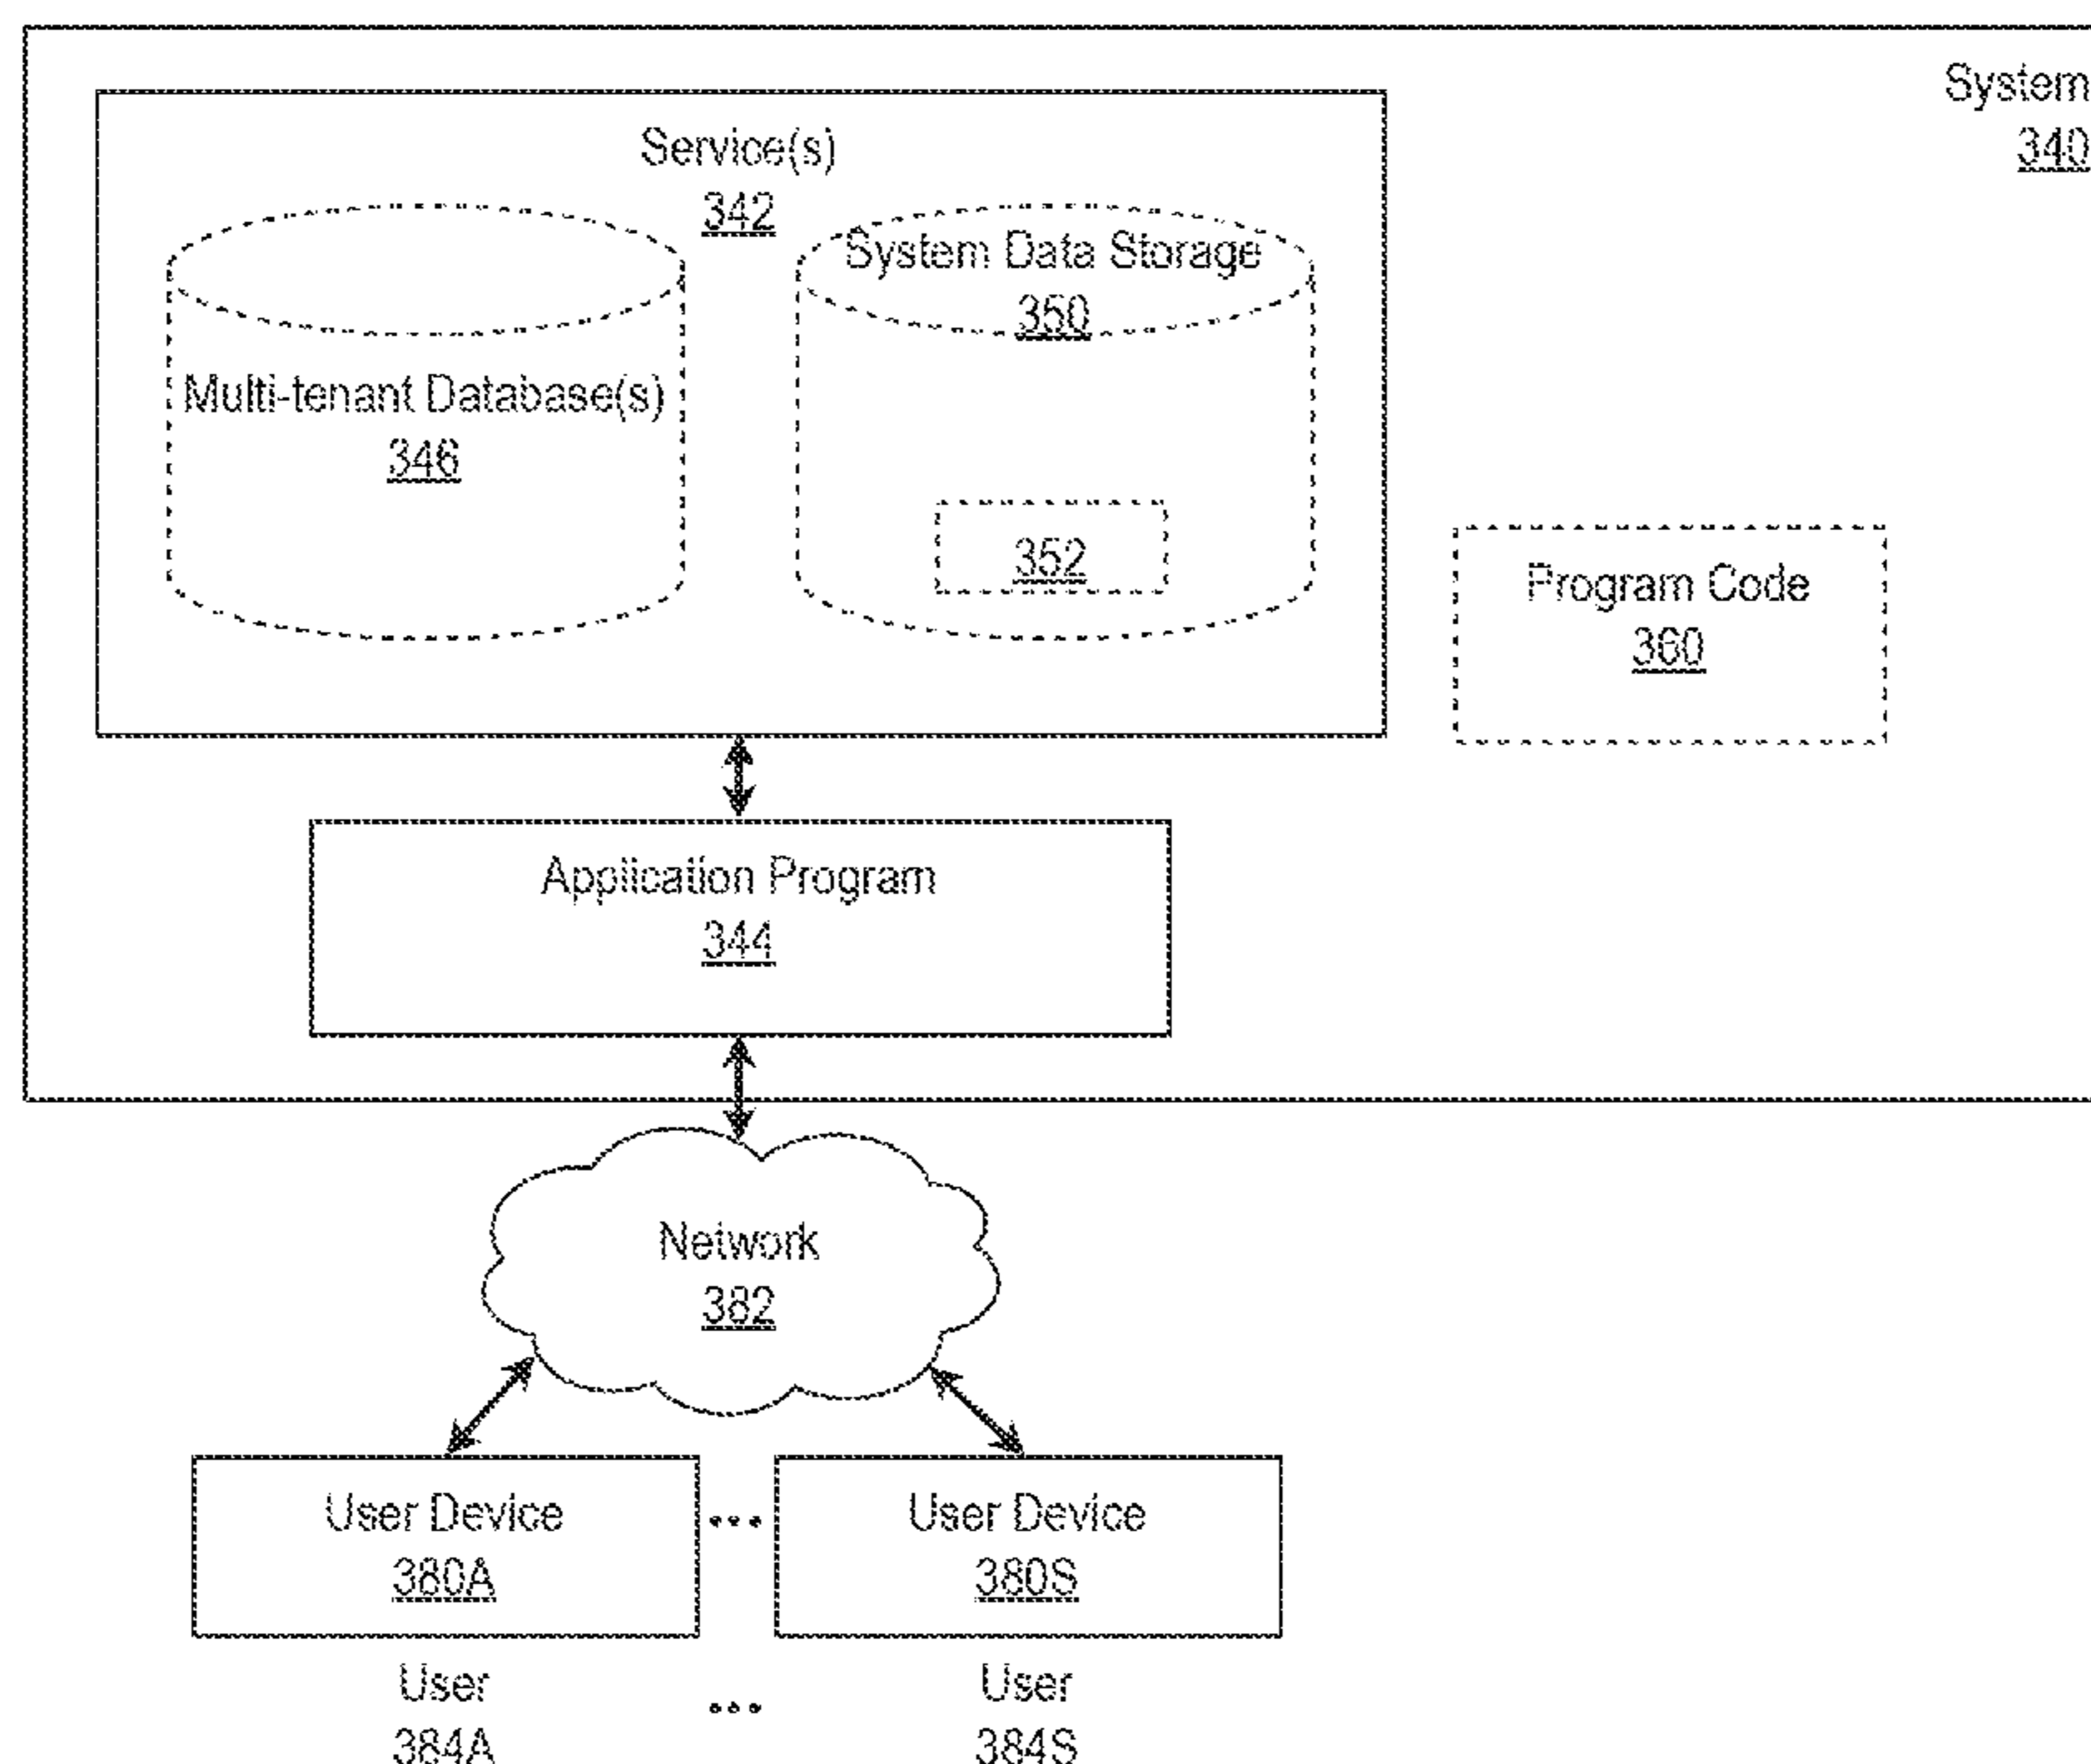 System
340
Service(s)
342
System Data Storage
350
Multi-tenant Database(s)
346
352
Program Code
360
Application Program
344
Network
382
User Device
380A
•••
User Device
380S
User
384A
•••
User
384S